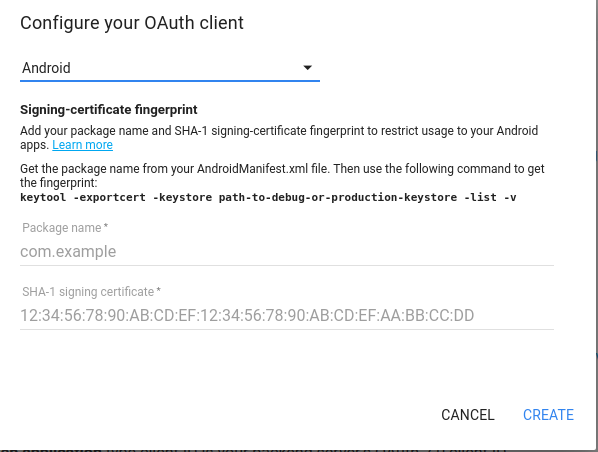 Configure your OAuth client
Android
Signing-certificate fingerprint
Add your package name and SHA-1 signing-certificate fingerprint to restrict usage to your Android
apps. Learn more
Get the package name from your AndroidManifest.xml file. Then use the following command to get
the fingerprint:
keytool -exportcert -keystore path-to-debug-or-production-keystore -list -v
Package name *
com.example
SHA-1 signing certificate *
12:34:56:78:90:AB:CD:EF:12:34:56:78:90:AB:CD:EF:AA:BB:CC:DD
CANCEL CREATE